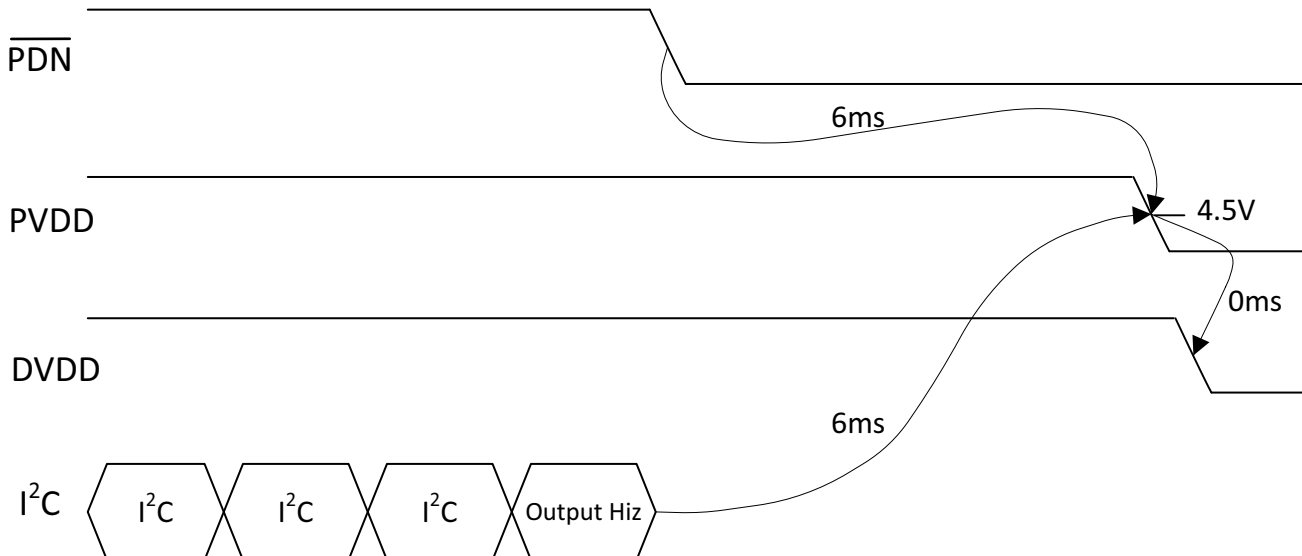 PDN
6ms
PVDD
4.5V
0ms
DVDD
6ms
I²C
I²C
I²C
I²C
Output Hiz